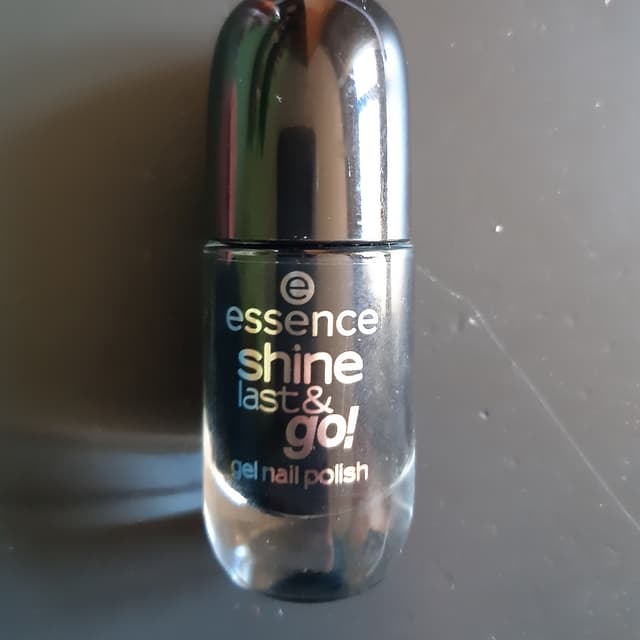 e
essence
shine
last &
go!
gel nail polish